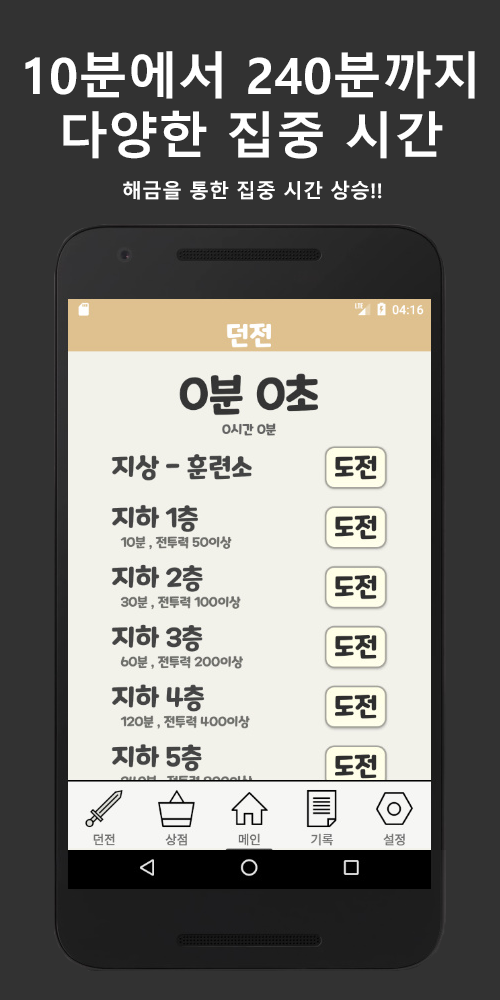 10분에서 240분까지
다양한 집중 시간
해금을 통한 집중 시간 상승!!
LTE 04:16
던전
0분 0초
0시간 0분
지상 - 훈련소 도전
지하 1층 도전
10분 , 전투력 50이상
지하 2층 도전
30분 , 전투력 100이상
지하 3층 도전
60분 , 전투력 200이상
지하 4층 도전
120분 , 전투력 400이상
지하 5층 도전
던전 상점 메인 기록 설정